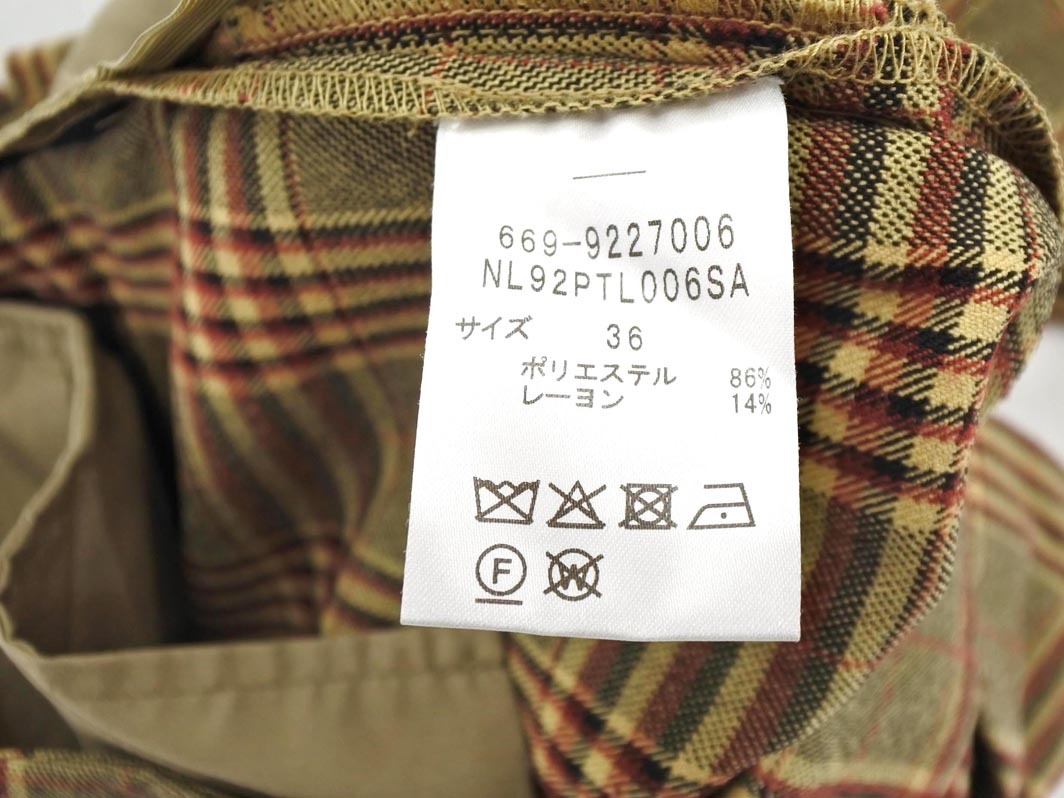 669-9227006
NL92PTL006SA
サイズ 36
ポリエステル 86%
レーヨン 14%
F W